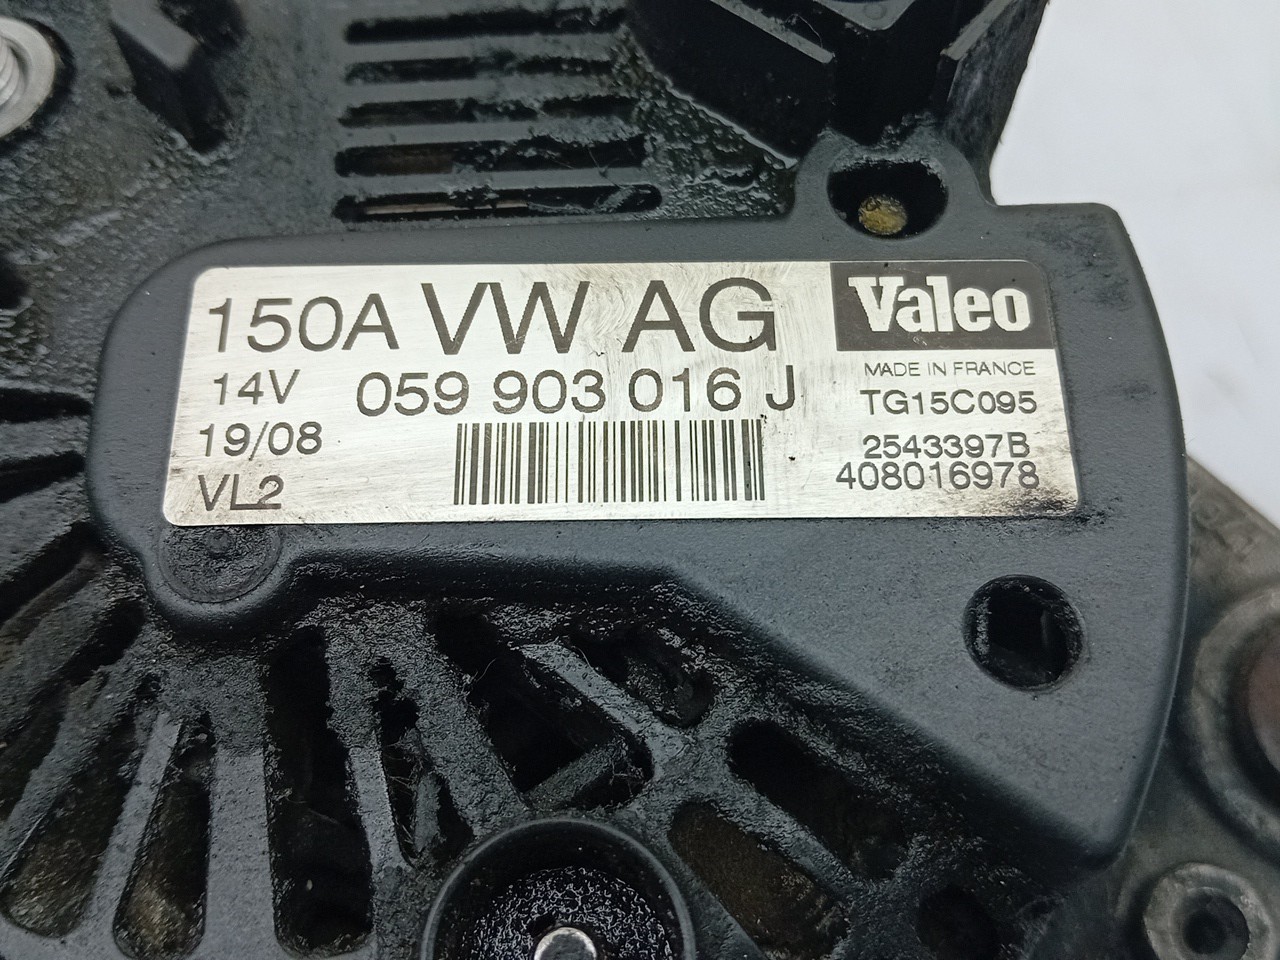 150A VW AG
Valeo
14V
059 903 016 J
MADE IN FRANCE
TG15C095
19/08
2543397B
VL2
408016978